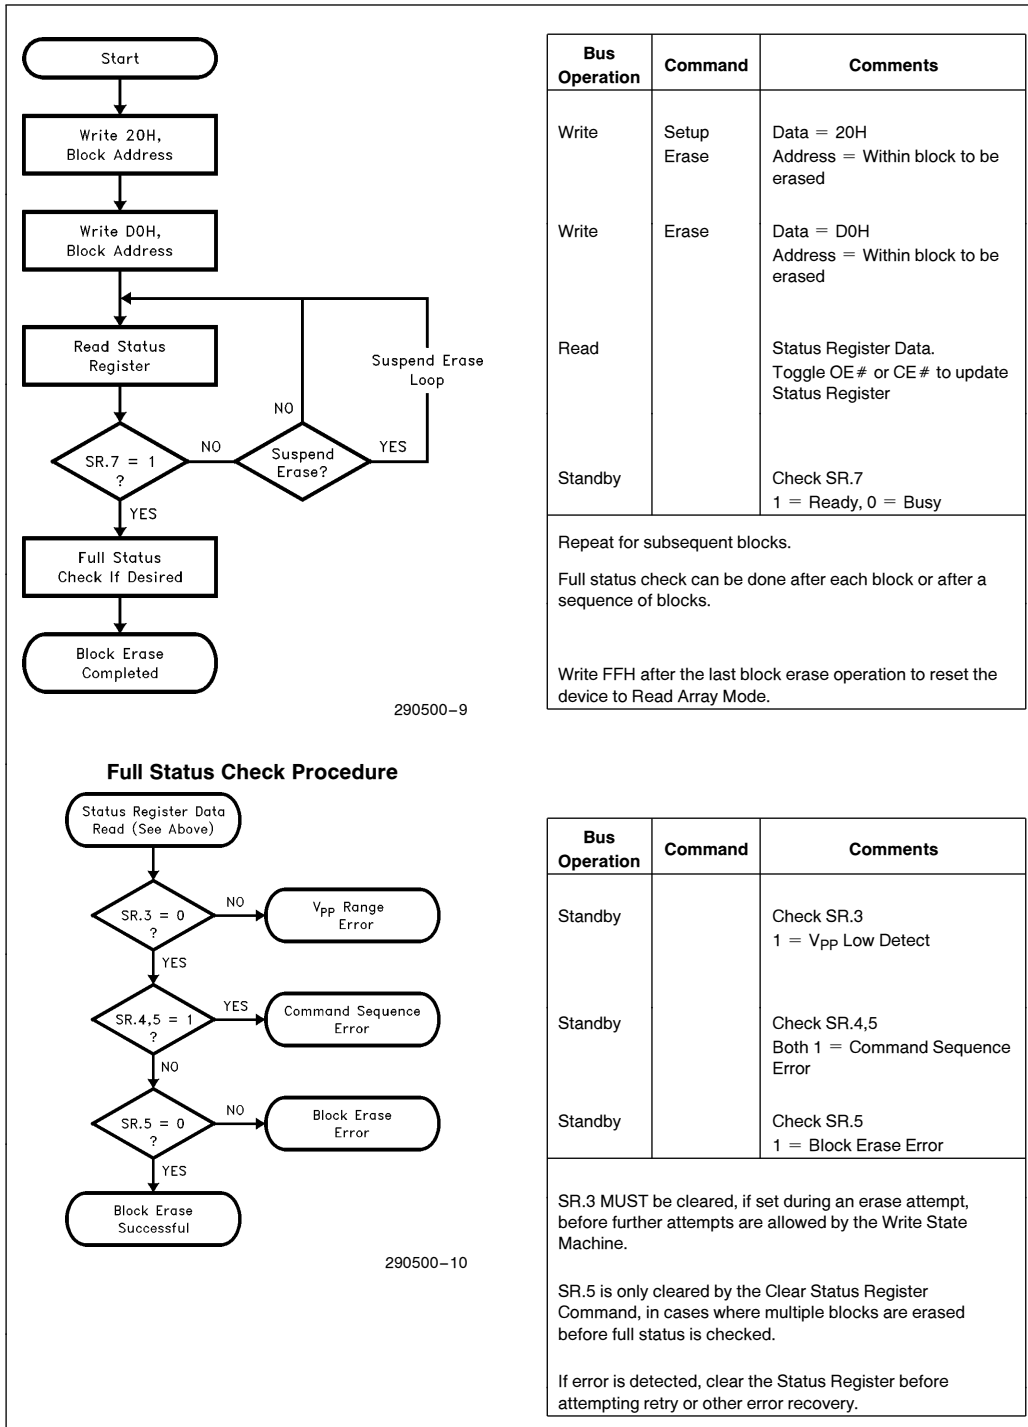 Start
Write 20H,
Block Address
Write D0H,
Block Address
Read Status
Register
Suspend Erase
Loop
NO
SR.7 = 1
?
NO
Suspend
Erase?
YES
YES
Full Status
Check If Desired
Block Erase
Completed
290500–9
Bus
Operation
Command
Comments
Write
Setup
Erase
Data = 20H
Address = Within block to be
erased
Write
Erase
Data = D0H
Address = Within block to be
erased
Read
Status Register Data.
Toggle OE# or CE# to update
Status Register
Standby
Check SR.7
1 = Ready, 0 = Busy
Repeat for subsequent blocks.
Full status check can be done after each block or after a
sequence of blocks.
Write FFH after the last block erase operation to reset the
device to Read Array Mode.
Full Status Check Procedure
Status Register Data
Read (See Above)
SR.3 = 0
?
NO
VPP Range
Error
YES
SR.4,5 = 1
?
YES
Command Sequence
Error
NO
SR.5 = 0
?
NO
Block Erase
Error
YES
Block Erase
Successful
290500–10
Bus
Operation
Command
Comments
Standby
Check SR.3
1 = VPP Low Detect
Standby
Check SR.4,5
Both 1 = Command Sequence
Error
Standby
Check SR.5
1 = Block Erase Error
SR.3 MUST be cleared, if set during an erase attempt,
before further attempts are allowed by the Write State
Machine.
SR.5 is only cleared by the Clear Status Register
Command, in cases where multiple blocks are erased
before full status is checked.
If error is detected, clear the Status Register before
attempting retry or other error recovery.